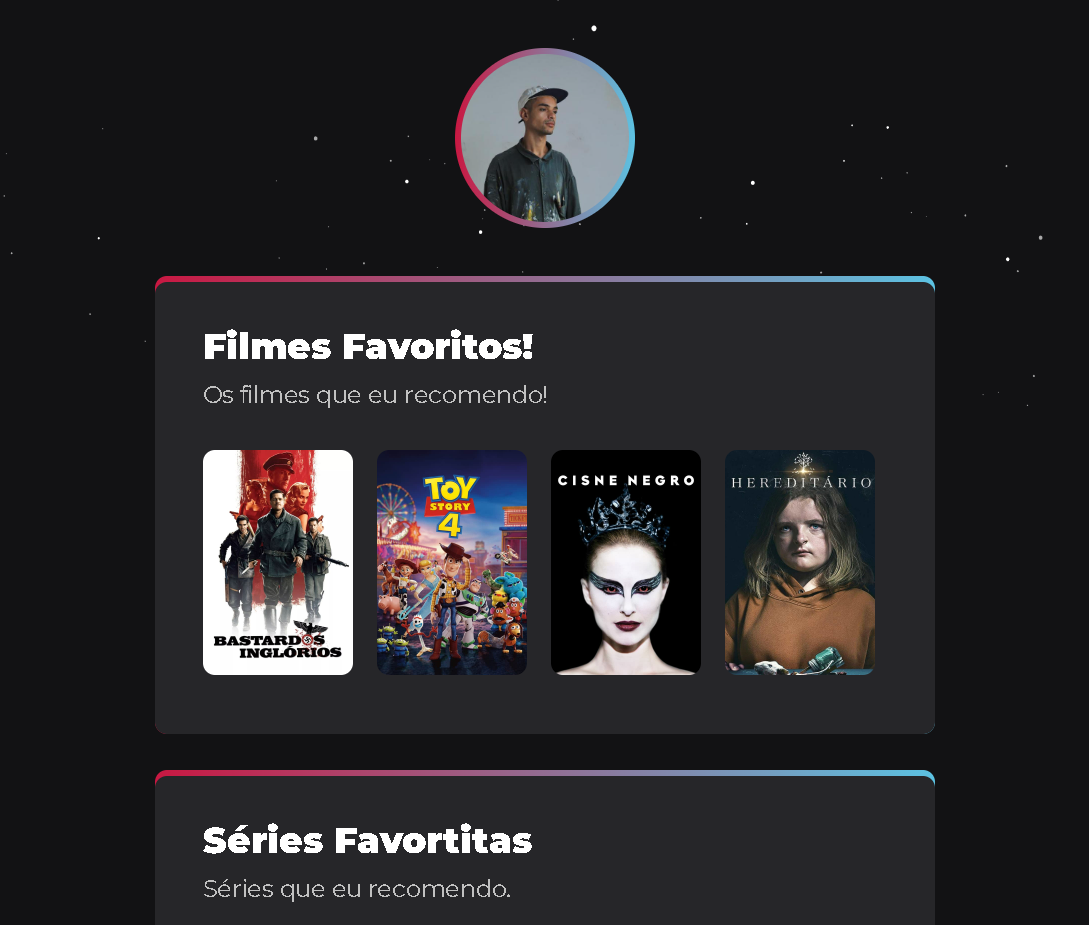 Filmes Favoritos!
Os filmes que eu recomendo!
BASTARDOS
INGLÓRIOS
TOY
STORY
4
CISNE NEGRO
HEREDITÁRIO
Séries Favortitas
Séries que eu recomendo.